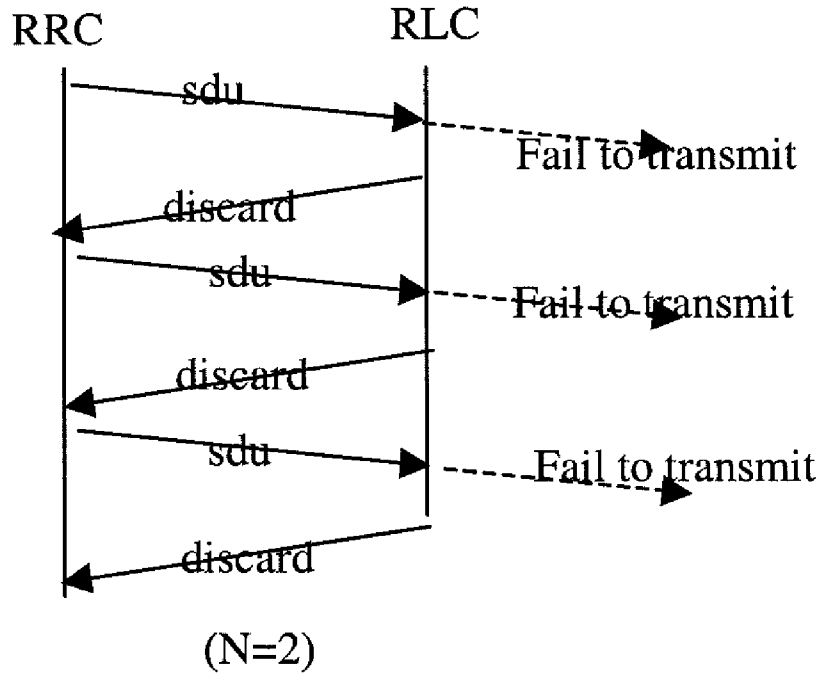 RRC
RLC
sdu
Fail to transmit
discard
sdu
Fail to transmit
discard
sdu
Fail to transmit
discard
(N=2)